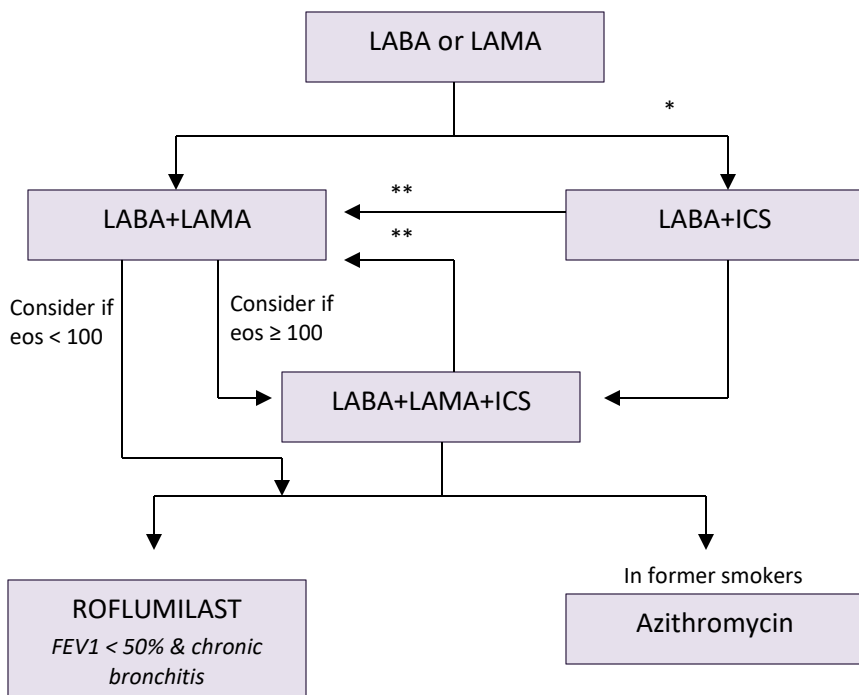 LABA or LAMA
*
**
LABA+LAMA
LABA+ICS
**
Consider if
eos < 100
Consider if
eos ≥ 100
LABA+LAMA+ICS
In former smokers
ROFLUMILAST
FEV1 < 50% & chronic
bronchitis
Azithromycin